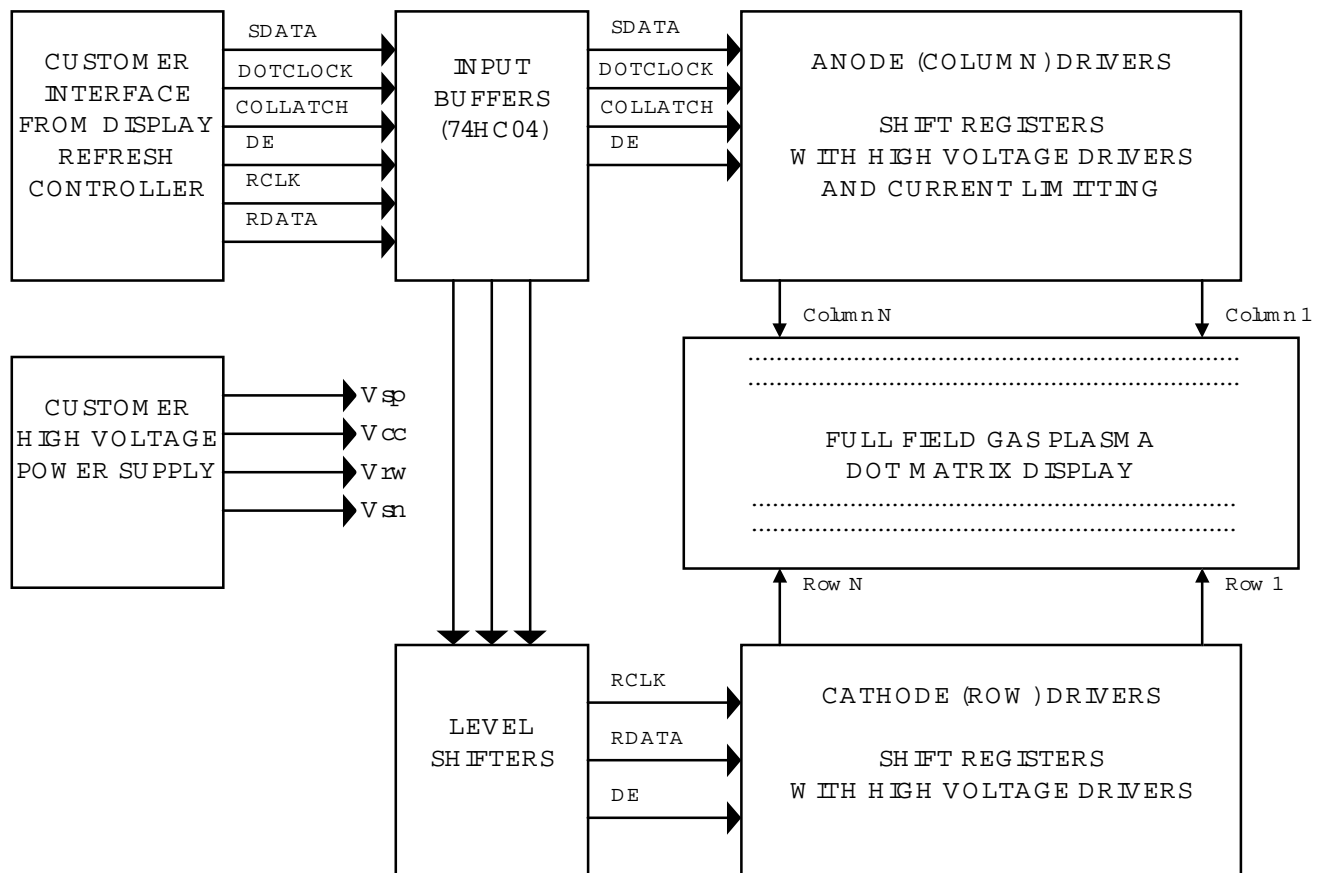 CUSTOMER
INTERFACE
FROM DISPLAY
REFRESH
CONTROLLER
SDATA
DOTCLOCK
COLLATCH
DE
RCLK
RDATA
INPUT
BUFFERS
(74HC04)
SDATA
DOTCLOCK
COLLATCH
DE
ANODE (COLUMN) DRIVERS
SHIFT REGISTERS
WITH HIGH VOLTAGE DRIVERS
AND CURRENT LIMITTING
Column N
Column 1
CUSTOMER
HIGH VOLTAGE
POWER SUPPLY
Vsp
Vcc
Vrw
Vsn
FULL FIELD GAS PLASMA
DOT MATRIX DISPLAY
Row N
Row 1
LEVEL
SHIFTERS
RCLK
RDATA
DE
CATHODE (ROW) DRIVERS
SHIFT REGISTERS
WITH HIGH VOLTAGE DRIVERS